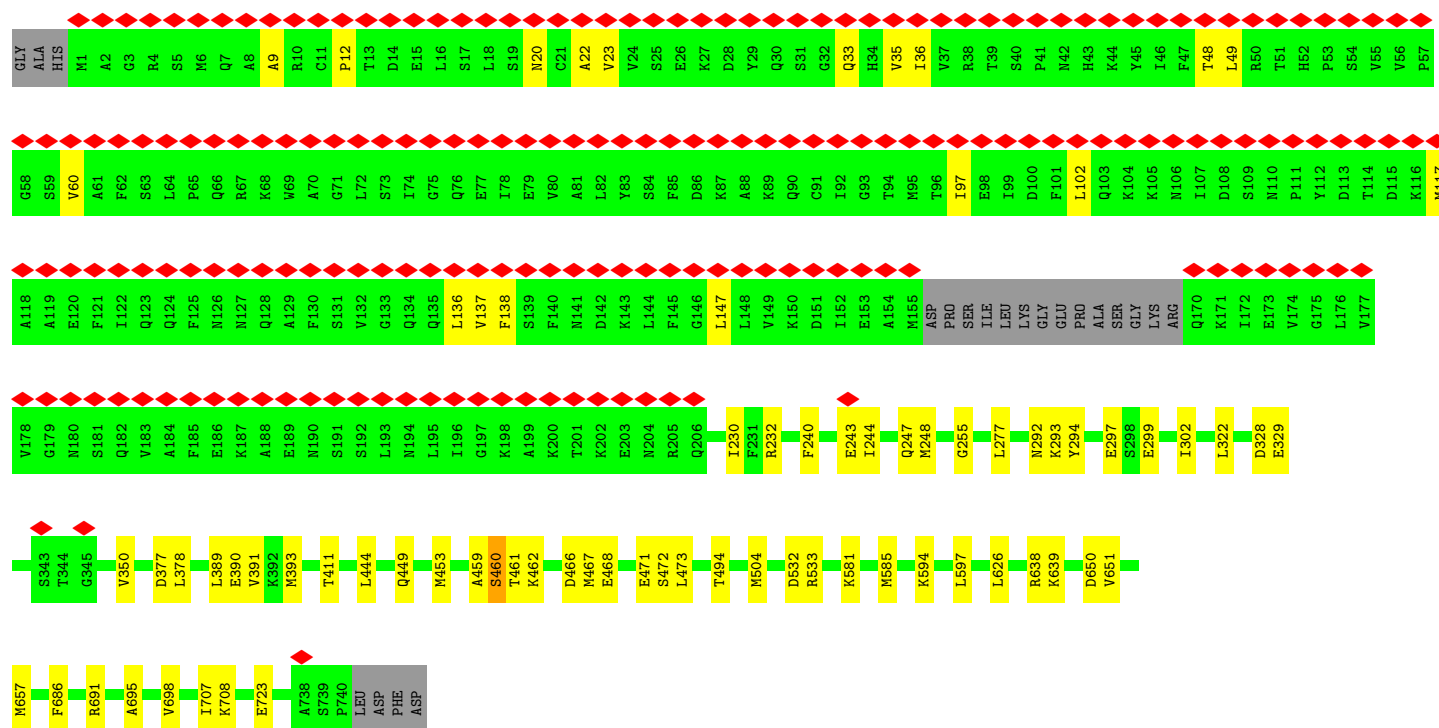 GLY ALA HIS M1 A2 G3 R4 S5 M6 Q7 A8 A9 R10 C11 P12 T13 D14 E15 L16 S17 L18 S19 N20 C21 A22 V23 V24 S25 E26 K27 D28 Y29 Q30 S31 G32 Q33 H34 V35 I36 V37 R38 T39 S40 P41 N42 H43 K44 Y45 I46 F47 T48 L49 R50 T51 H52 P53 S54 V55 V56 P57
G58 S59 V60 A61 F62 S63 L64 P65 Q66 R67 K68 W69 A70 G71 L72 S73 I74 G75 Q76 E77 I78 E79 V80 A81 L82 Y83 S84 F85 D86 K87 A88 K89 Q90 C91 I92 G93 T94 M95 T96 I97 E98 I99 D100 F101 L102 Q103 K104 K105 N106 I107 D108 S109 N110 P111 Y112 D113 T114 D115 K116 M117
A118 A119 E120 F121 I122 Q123 Q124 F125 N126 N127 Q128 A129 F130 S131 V132 G133 Q134 Q135 L136 V137 F138 S139 F140 N141 D142 K143 L144 F145 G146 L147 L148 V149 K150 D151 I152 E153 A154 M155 ASP PRO SER ILE LEU LYS GLY GLU PRO ALA SER GLY LYS ARG Q170 K171 I172 E173 V174 G175 L176 V177
V178 G179 N180 S181 Q182 V183 A184 F185 E186 K187 A188 E189 N190 S191 S192 L193 N194 L195 I196 G197 K198 A199 K200 T201 K202 E203 N204 R205 Q206 I230 F231 R232 F240 E243 I244 Q247 M248 G255 L277 N292 K293 Y294 E297 S298 E299 I302 L322 D328 E329
S343 T344 G345 V350 D377 L378 L389 E390 V391 K392 M393 T411 L444 Q449 M453 A459 S460 T461 K462 D466 M467 E468 E471 S472 L473 T494 M504 D532 R533 K581 M585 K594 L597 L626 R638 K639 D650 V651
M657 F686 R691 A695 V698 I707 K708 E723 A738 S739 P740 LEU ASP PHE ASP